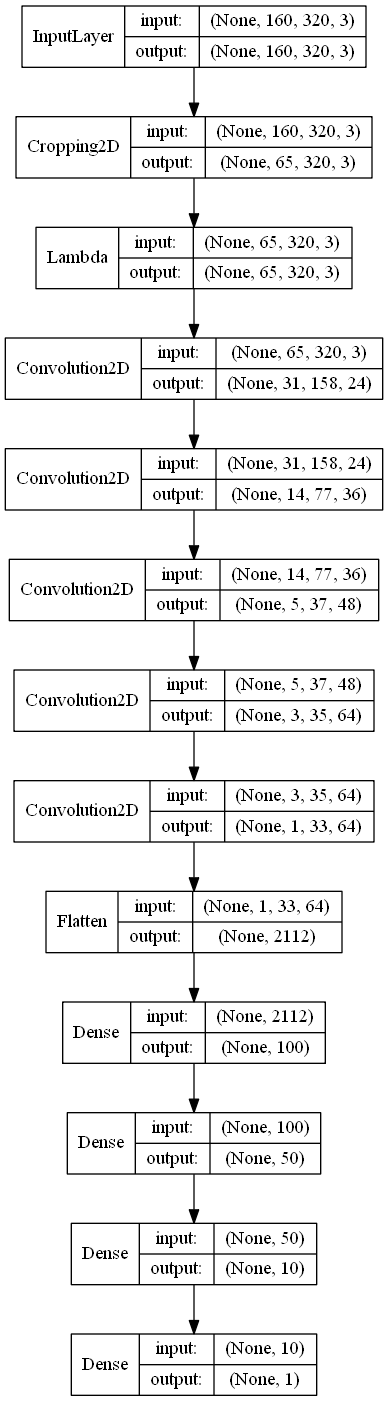 InputLayer input: (None, 160, 320, 3)
output: (None, 160, 320, 3)
Cropping2D input: (None, 160, 320, 3)
output: (None, 65, 320, 3)
Lambda input: (None, 65, 320, 3)
output: (None, 65, 320, 3)
Convolution2D input: (None, 65, 320, 3)
output: (None, 31, 158, 24)
Convolution2D input: (None, 31, 158, 24)
output: (None, 14, 77, 36)
Convolution2D input: (None, 14, 77, 36)
output: (None, 5, 37, 48)
Convolution2D input: (None, 5, 37, 48)
output: (None, 3, 35, 64)
Convolution2D input: (None, 3, 35, 64)
output: (None, 1, 33, 64)
Flatten input: (None, 1, 33, 64)
output: (None, 2112)
Dense input: (None, 2112)
output: (None, 100)
Dense input: (None, 100)
output: (None, 50)
Dense input: (None, 50)
output: (None, 10)
Dense input: (None, 10)
output: (None, 1)